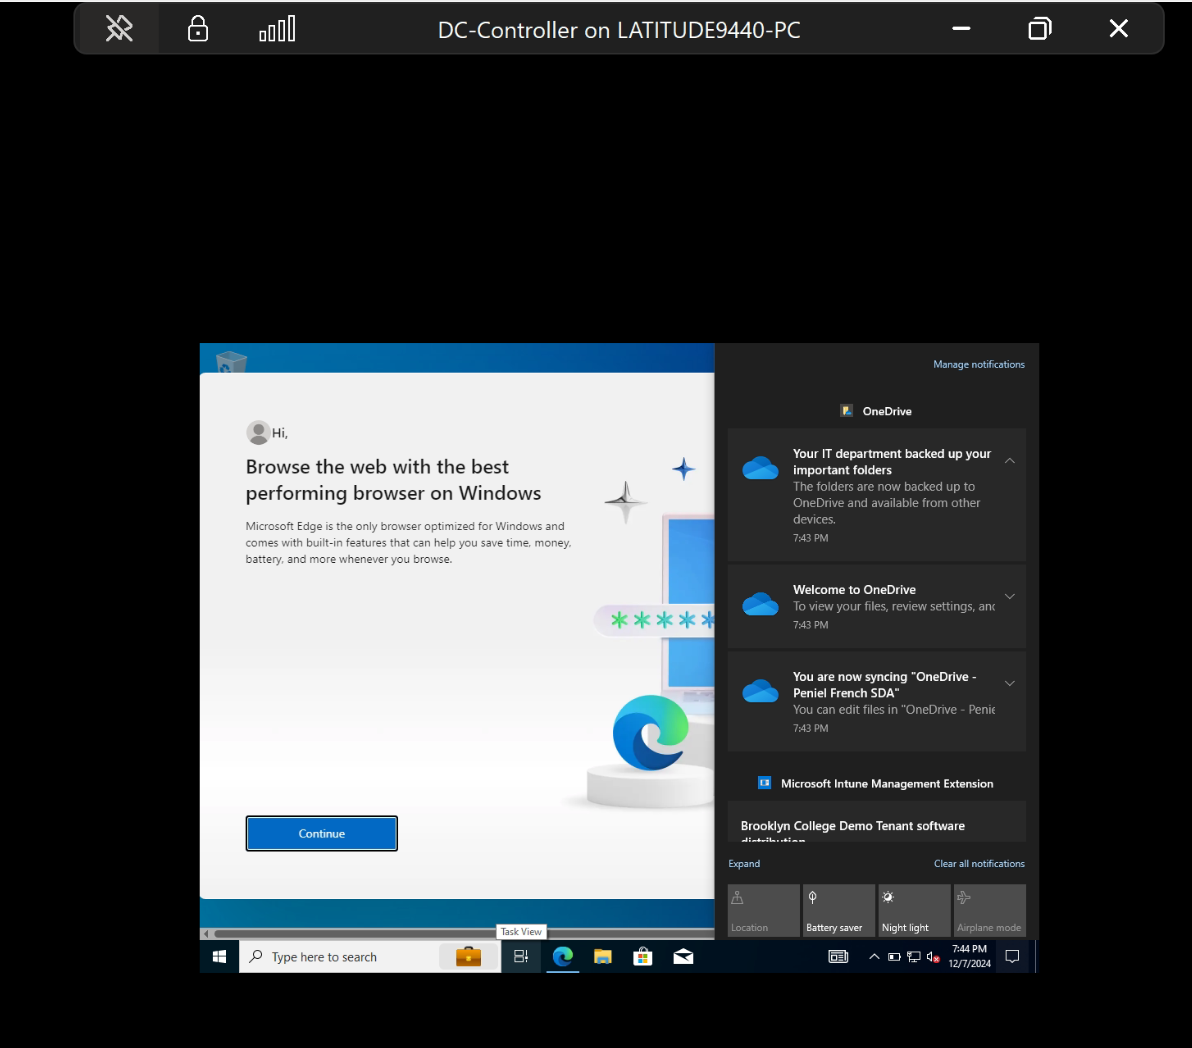 DC-Controller on LATITUDE9440-PC
Hi,
Browse the web with the best
performing browser on Windows
Microsoft Edge is the only browser optimized for Windows and
comes with built-in features that can help you save time, money,
battery, and more whenever you browse.
Continue
Manage notifications
OneDrive
Your IT department backed up your
important folders
The folders are now backed up to
OneDrive and available from other
devices.
7:43 PM
Welcome to OneDrive
To view your files, review settings, and
7:43 PM
You are now syncing "OneDrive -
Peniel French SDA"
You can edit files in "OneDrive - Penie
7:43 PM
Microsoft Intune Management Extension
Brooklyn College Demo Tenant software
distribution
Expand
Clear all notifications
Location
Battery saver
Night light
Airplane mode
Task View
Type here to search
7:44 PM
12/7/2024